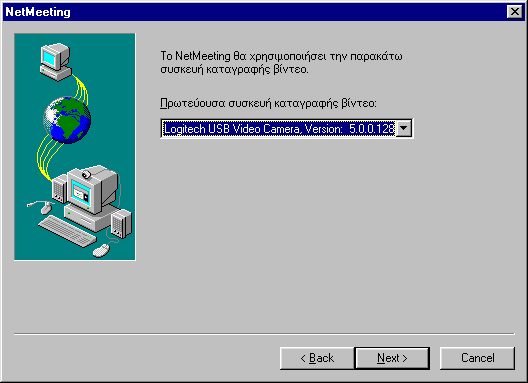 NetMeeting
Το NetMeeting θα χρησιμοποιήσει την παρακάτω
συσκευή καταγραφής βίντεο.
Πρωτεύουσα συσκευή καταγραφής βίντεο:
Logitech USB Video Camera, Version: 5.0.0.128
< Back
Next >
Cancel